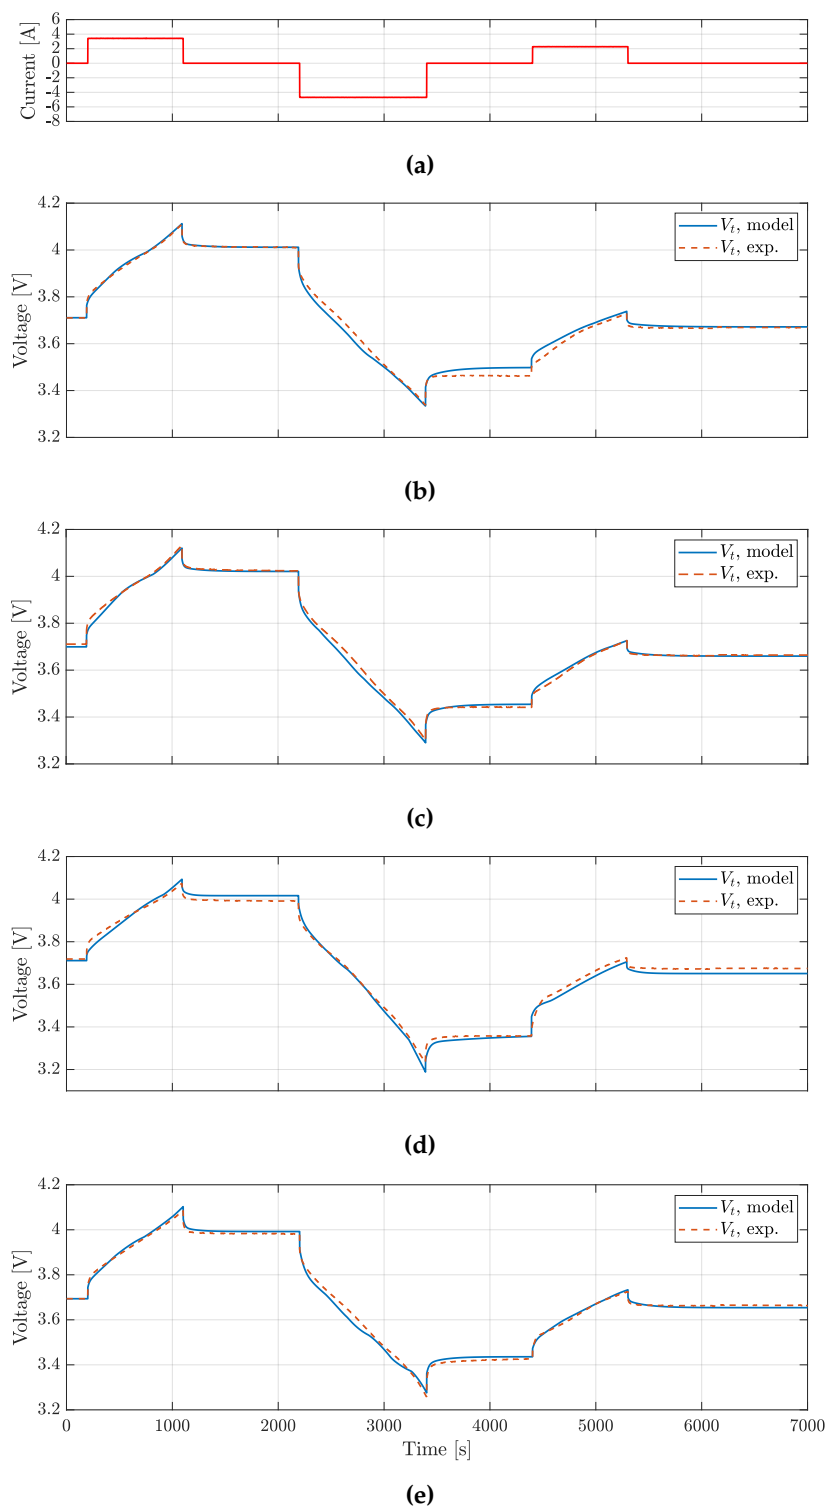 Current [A]
6
4
2
0
-2
-4
-6
-8
(a)
Voltage [V]
4.2
4
3.8
3.6
3.4
3.2
V_t, model
V_t, exp.
(b)
Voltage [V]
4.2
4
3.8
3.6
3.4
3.2
V_t, model
V_t, exp.
(c)
Voltage [V]
4.2
4
3.8
3.6
3.4
3.2
V_t, model
V_t, exp.
(d)
Voltage [V]
4.2
4
3.8
3.6
3.4
3.2
V_t, model
V_t, exp.
0 1000 2000 3000 4000 5000 6000 7000
Time [s]
(e)